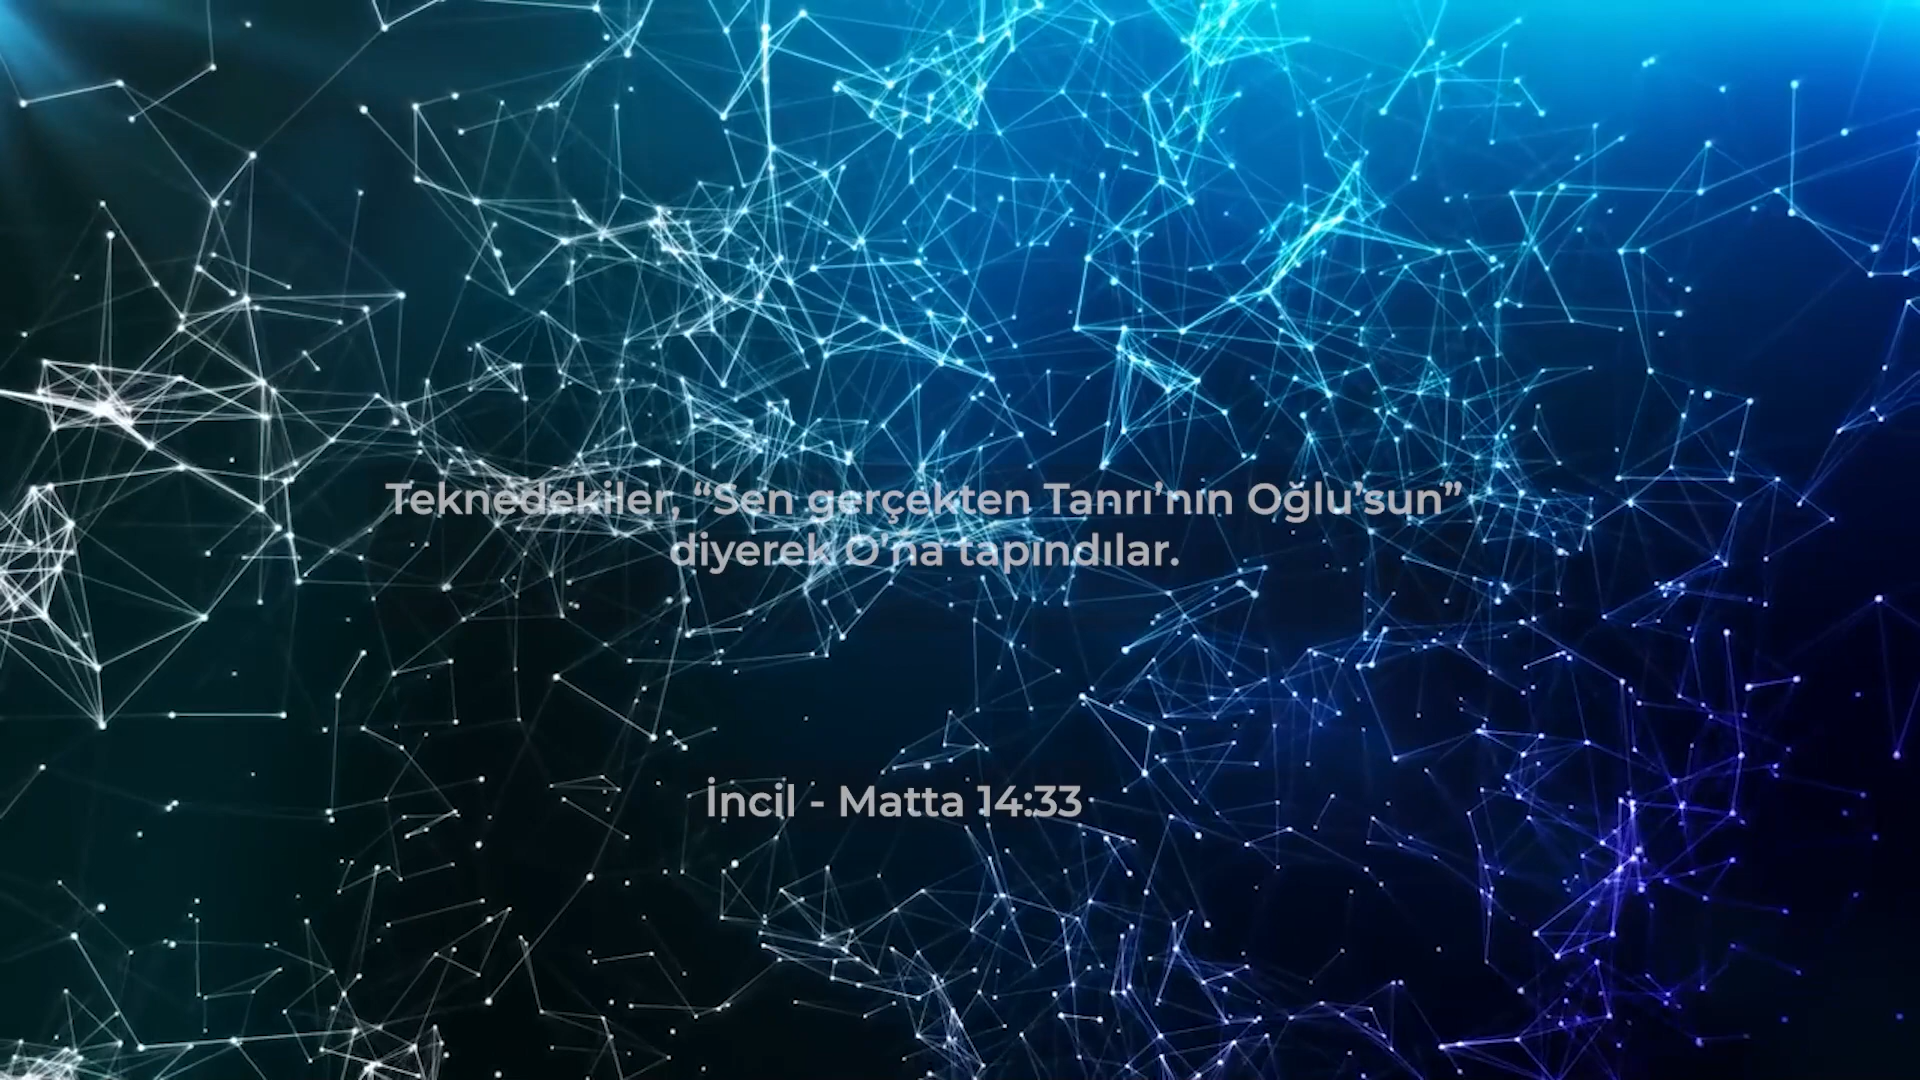 Teknedekiler, “Sen gerçekten Tanrı’nın Oğlu’sun”
diyerek O’na tapındılar.
İncil - Matta 14:33